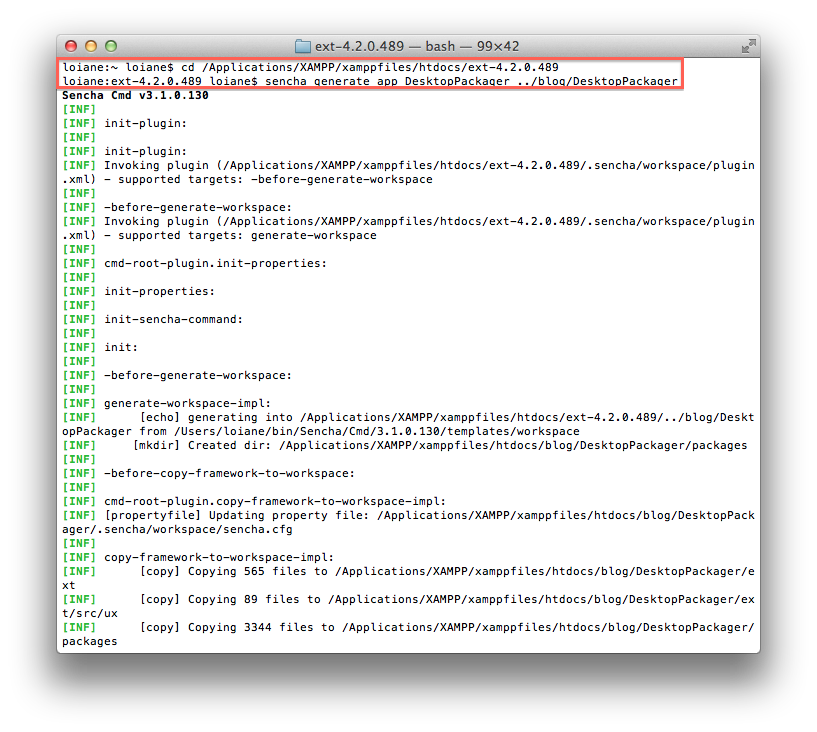 ext-4.2.0.489 — bash — 99×42
loiane:~ loiane$ cd /Applications/XAMPP/xamppfiles/htdocs/ext-4.2.0.489
loiane:ext-4.2.0.489 loiane$ sencha generate app DesktopPackager ../blog/DesktopPackager
Sencha Cmd v3.1.0.130
[INF]
[INF] init-plugin:
[INF]
[INF] init-plugin:
[INF] Invoking plugin (/Applications/XAMPP/xamppfiles/htdocs/ext-4.2.0.489/.sencha/workspace/plugin
.xml) - supported targets: -before-generate-workspace
[INF]
[INF] -before-generate-workspace:
[INF] Invoking plugin (/Applications/XAMPP/xamppfiles/htdocs/ext-4.2.0.489/.sencha/workspace/plugin
.xml) - supported targets: generate-workspace
[INF]
[INF] cmd-root-plugin.init-properties:
[INF]
[INF] init-properties:
[INF]
[INF] init-sencha-command:
[INF]
[INF] init:
[INF]
[INF] -before-generate-workspace:
[INF]
[INF] generate-workspace-impl:
[INF]      [echo] generating into /Applications/XAMPP/xamppfiles/htdocs/ext-4.2.0.489/../blog/Deskt
opPackager from /Users/loiane/bin/Sencha/Cmd/3.1.0.130/templates/workspace
[INF]     [mkdir] Created dir: /Applications/XAMPP/xamppfiles/htdocs/blog/DesktopPackager/packages
[INF]
[INF] -before-copy-framework-to-workspace:
[INF]
[INF] cmd-root-plugin.copy-framework-to-workspace-impl:
[INF] [propertyfile] Updating property file: /Applications/XAMPP/xamppfiles/htdocs/blog/DesktopPack
ager/.sencha/workspace/sencha.cfg
[INF]
[INF] copy-framework-to-workspace-impl:
[INF]      [copy] Copying 565 files to /Applications/XAMPP/xamppfiles/htdocs/blog/DesktopPackager/e
xt
[INF]      [copy] Copying 89 files to /Applications/XAMPP/xamppfiles/htdocs/blog/DesktopPackager/ex
t/src/ux
[INF]      [copy] Copying 3344 files to /Applications/XAMPP/xamppfiles/htdocs/blog/DesktopPackager/
packages